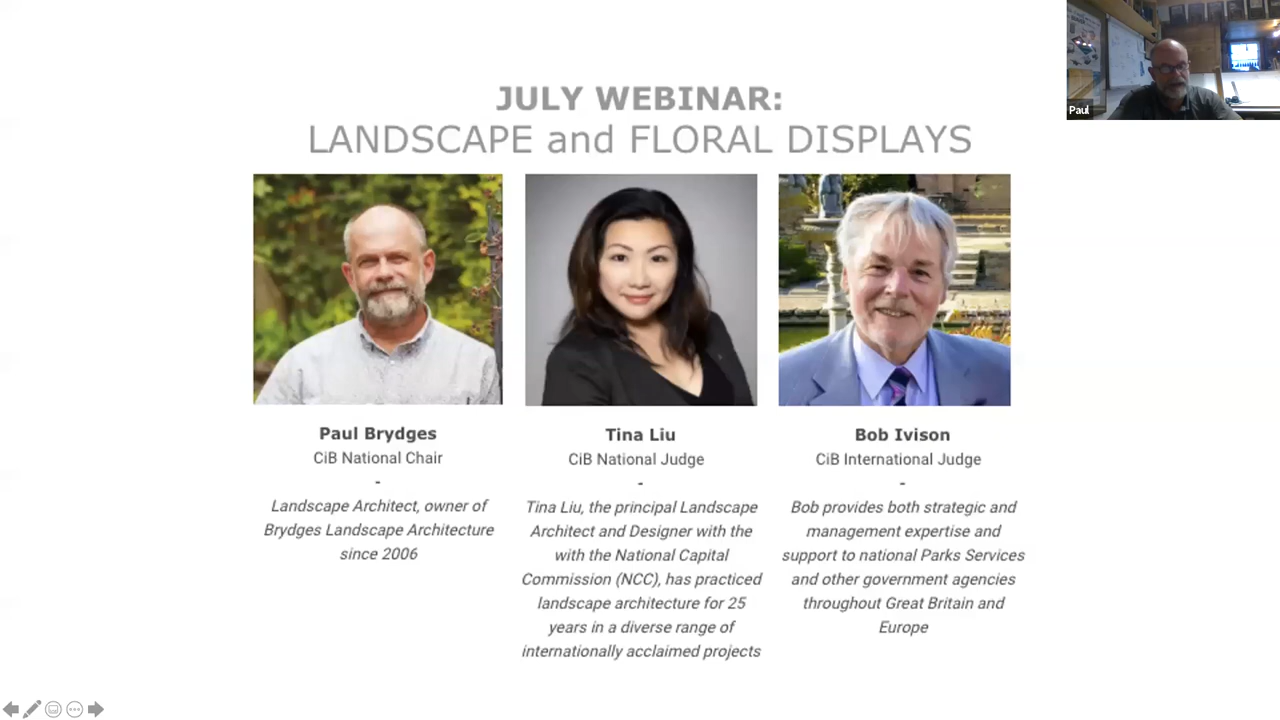 JULY WEBINAR:
LANDSCAPE and FLORAL DISPLAYS
Paul
Paul Brydges
CiB National Chair
-
Landscape Architect, owner of
Brydges Landscape Architecture
since 2006
Tina Liu
CiB National Judge
-
Tina Liu, the principal Landscape
Architect and Designer with the
with the National Capital
Commission (NCC), has practiced
landscape architecture for 25
years in a diverse range of
internationally acclaimed projects
Bob Ivison
CiB International Judge
-
Bob provides both strategic and
management expertise and
support to national Parks Services
and other government agencies
throughout Great Britain and
Europe